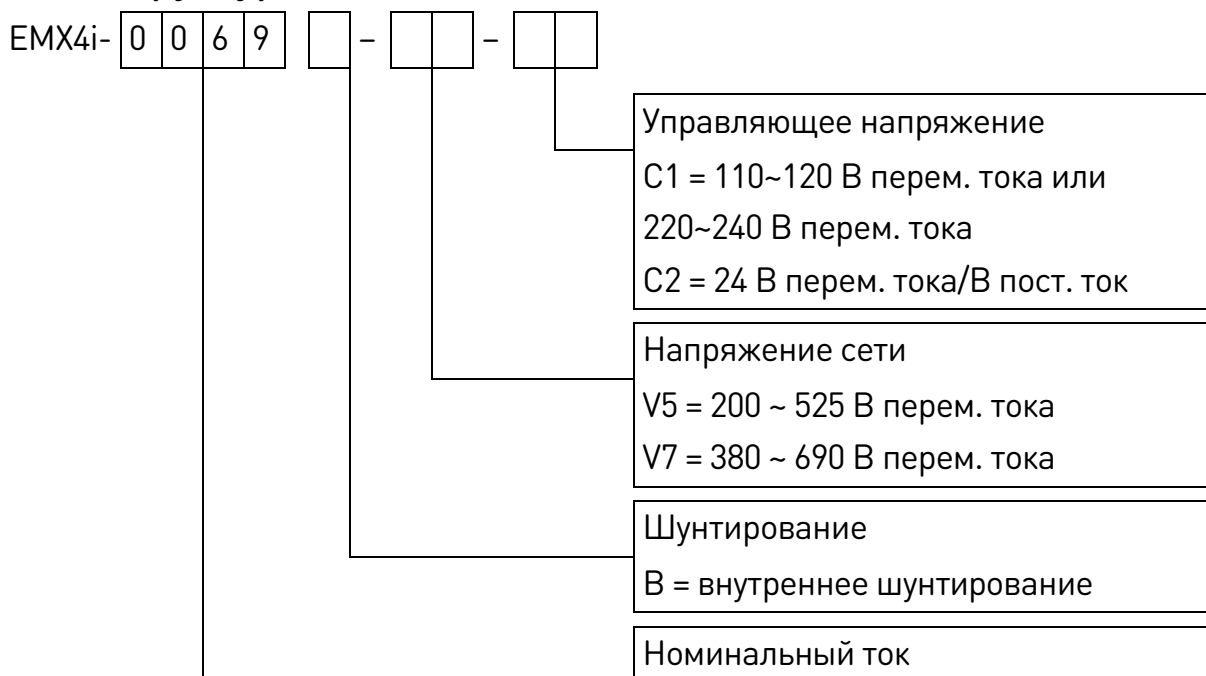 EMX4i- 0 0 6 9 – –
Управляющее напряжение
C1 = 110~120 В перем. тока или
220~240 В перем. тока
C2 = 24 В перем. тока/В пост. ток
Напряжение сети
V5 = 200 ~ 525 В перем. тока
V7 = 380 ~ 690 В перем. тока
Шунтирование
B = внутреннее шунтирование
Номинальный ток